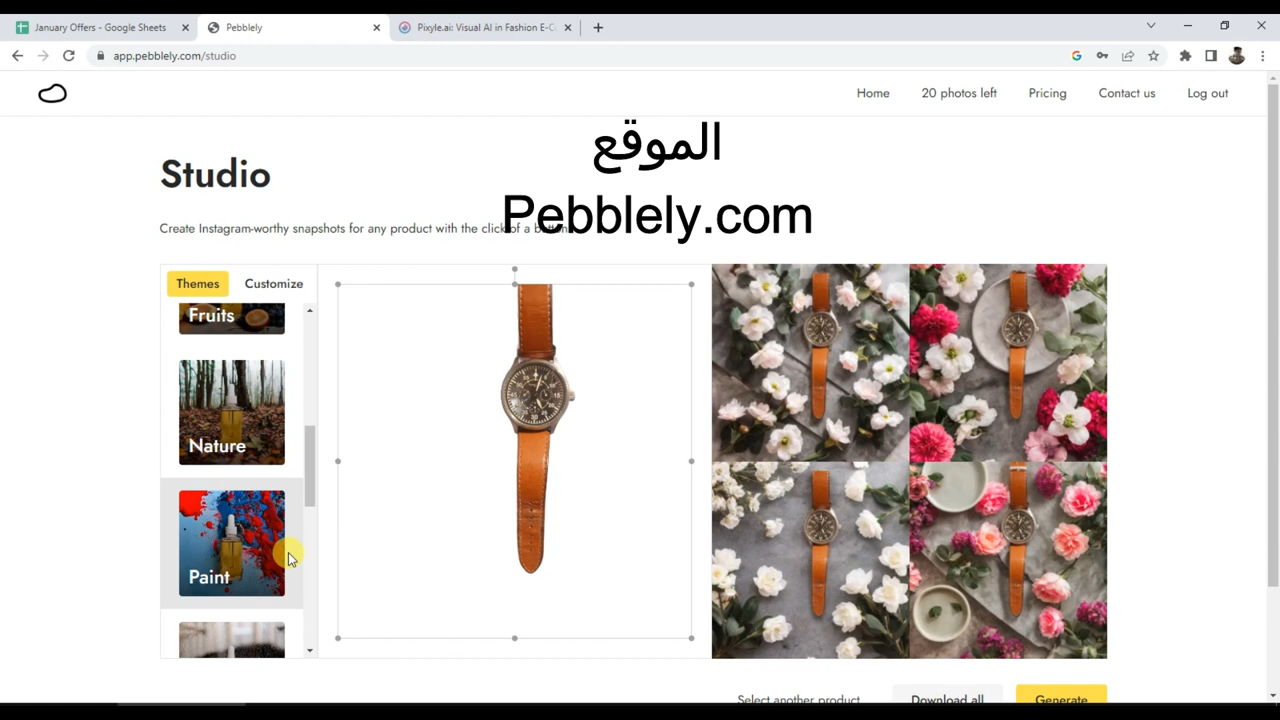 January Offers - Google Sheets
Pebblely
Pixyle.ai: Visual AI in Fashion E-C
app.pebblely.com/studio
Home
20 photos left
Pricing
Contact us
Log out
الموقع
Pebblely.com
Studio
Create Instagram-worthy snapshots for any product with the click of a
Themes
Customize
Fruits
Nature
Paint
Select another product
Download all
Generate